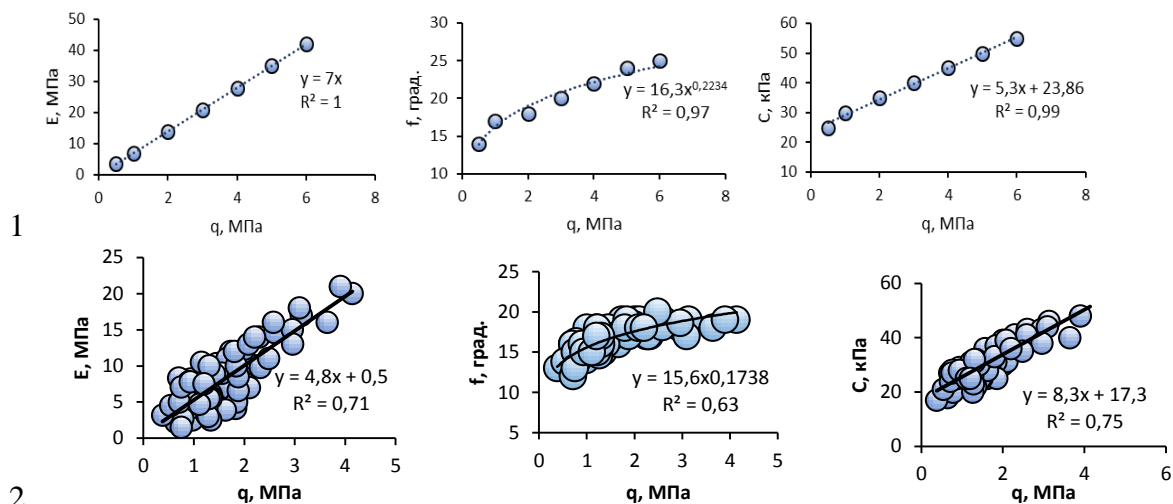 50
40
30
20
10
0
E, МПа
y = 7x
R² = 1
0 2 4 6 8
q, МПа
30
25
20
15
10
f, град.
y = 16,3x^0,2234
R² = 0,97
0 2 4 6 8
q, МПа
60
50
40
30
20
10
C, кПа
y = 5,3x + 23,86
R² = 0,99
0 2 4 6 8
q, МПа
1
25
20
15
10
5
0
E, МПа
y = 4,8x + 0,5
R² = 0,71
0 1 2 3 4 5
q, МПа
25
20
15
10
5
f, град.
y = 15,6x0,1738
R² = 0,63
0 1 2 3 4 5
q, МПа
60
40
20
0
C, кПа
y = 8,3x + 17,3
R² = 0,75
0 2 4 6
q, МПа
2